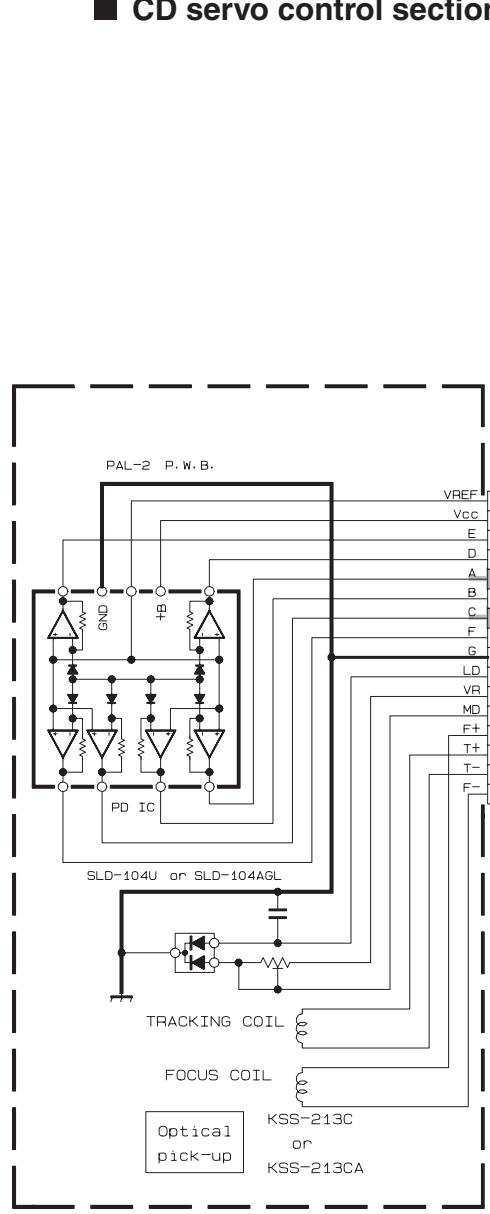 ■ CD servo control section
PAL-2 P.W.B.
VREF
Vcc
E
D
A
B
C
F
G
LD
VR
MD
F+
T+
T-
F-
GND
+B
PD IC
SLD-104U or SLD-104AGL
TRACKING COIL
FOCUS COIL
Optical
pick-up
KSS-213C
or
KSS-213CA